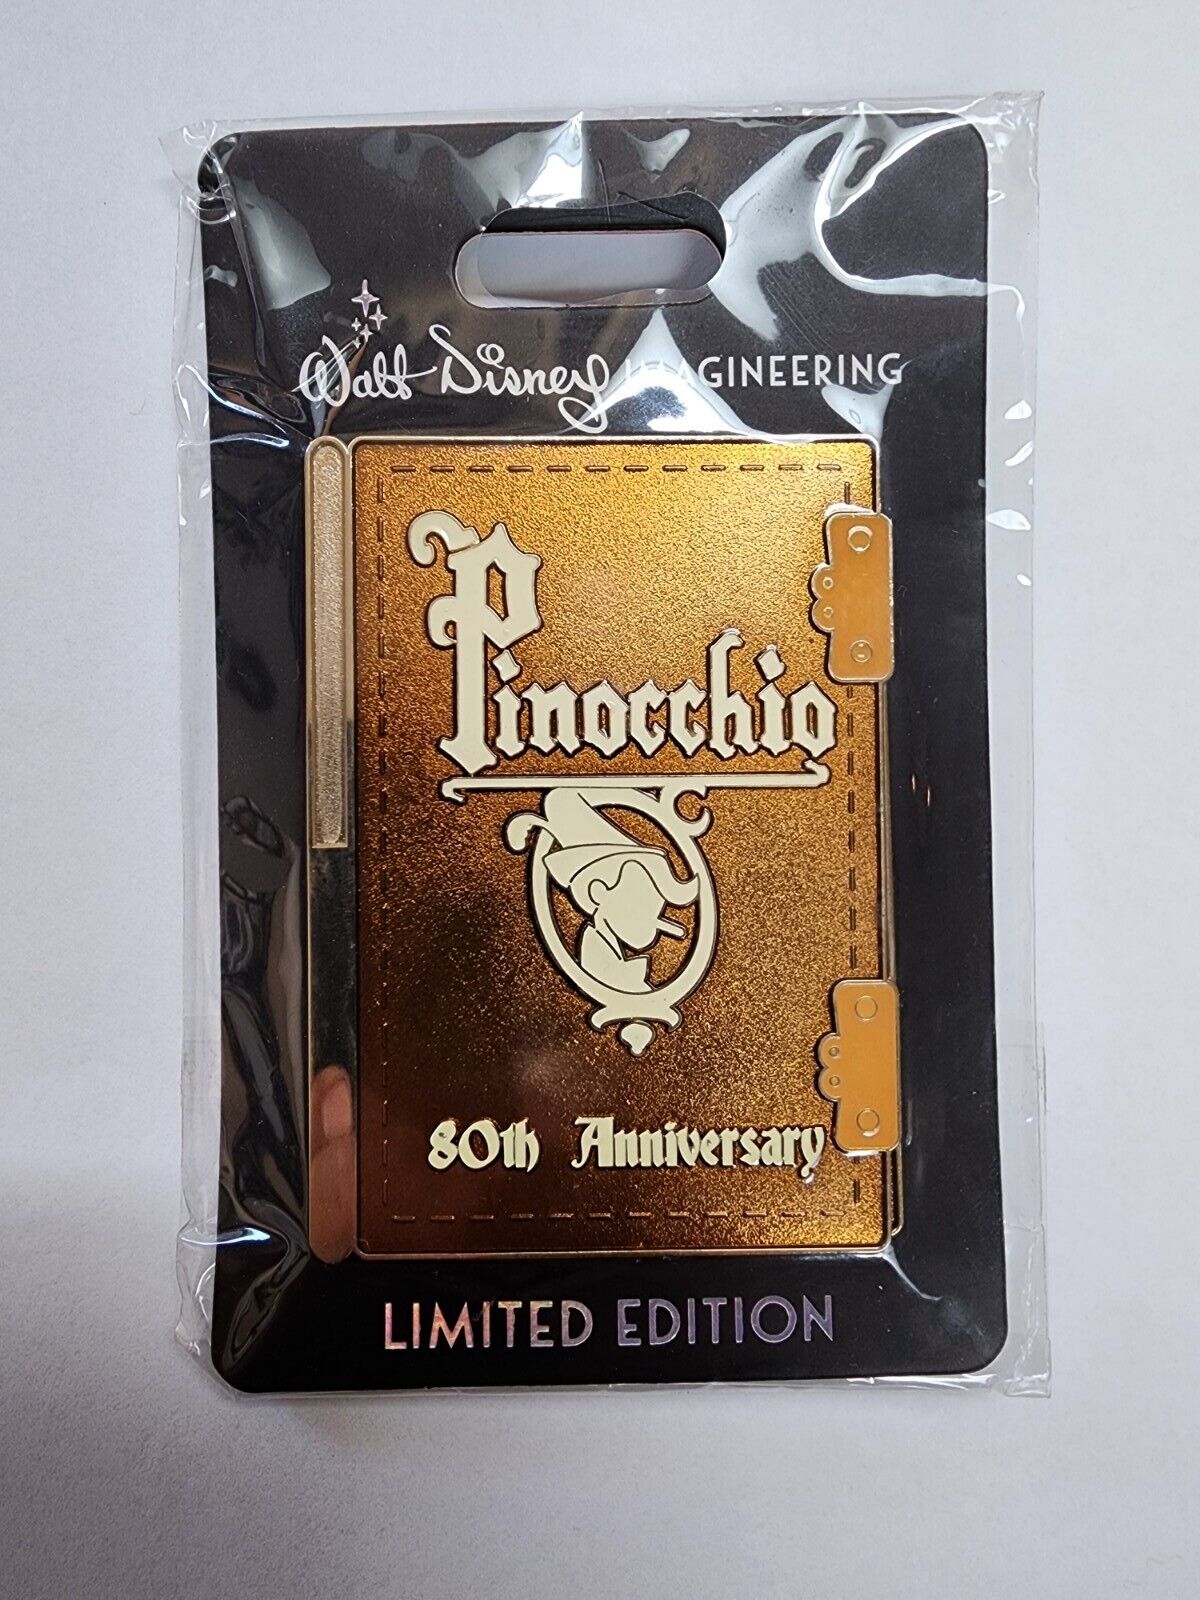 Walt Disney IMAGINEERING
Pinocchio
80th Anniversary
LIMITED EDITION